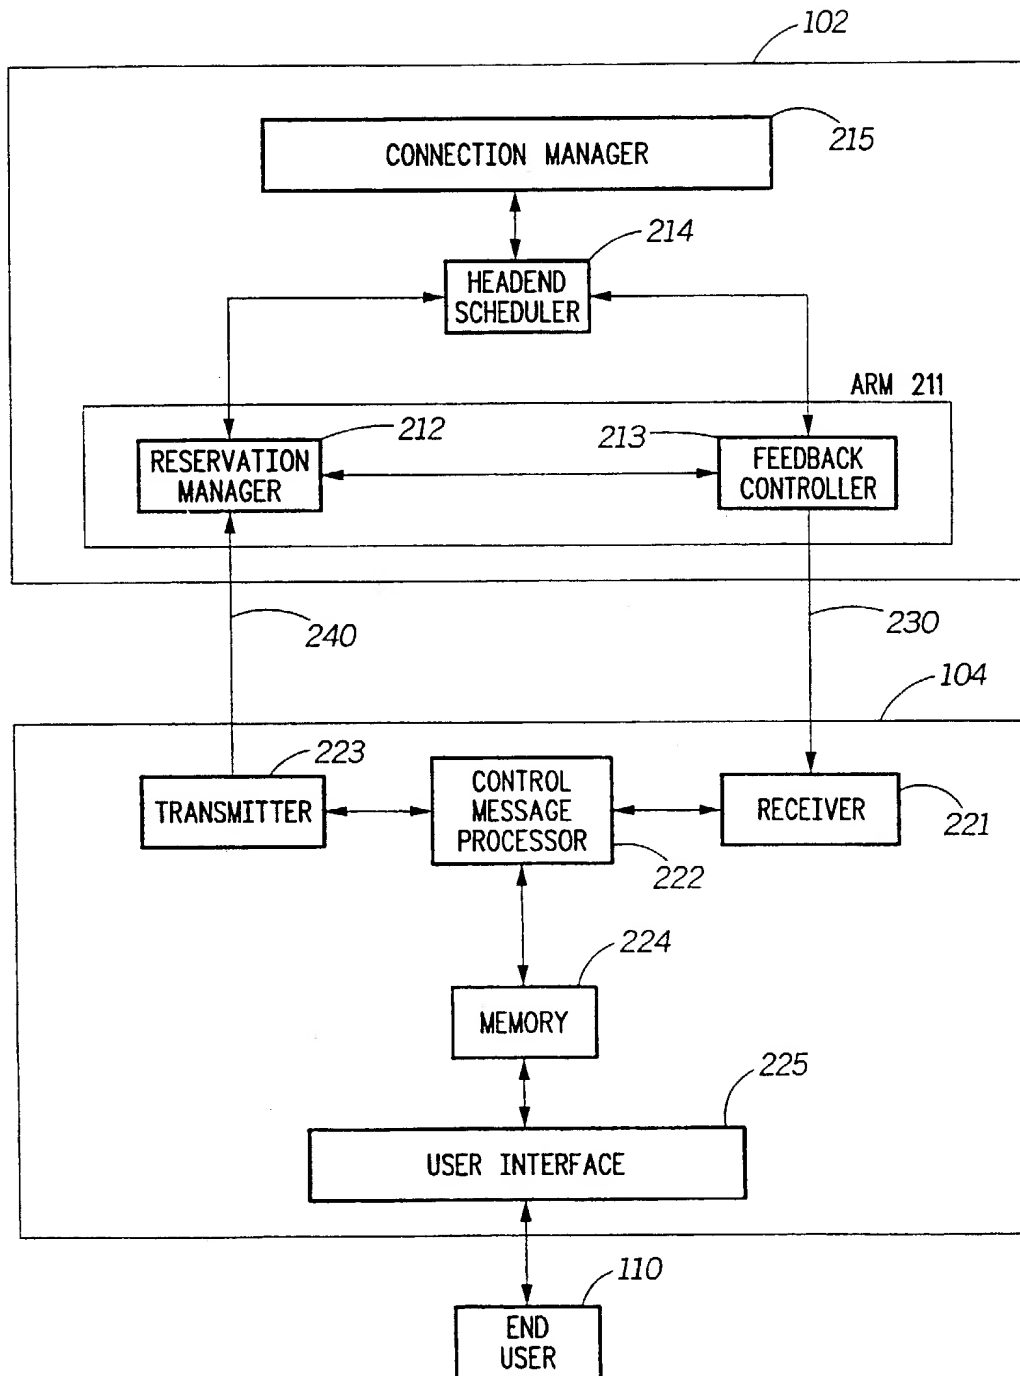 102
CONNECTION MANAGER
215
214
HEADEND
SCHEDULER
ARM 211
212
213
RESERVATION
MANAGER
FEEDBACK
CONTROLLER
240
230
104
223
TRANSMITTER
CONTROL
MESSAGE
PROCESSOR
RECEIVER
221
222
224
MEMORY
225
USER INTERFACE
110
END
USER